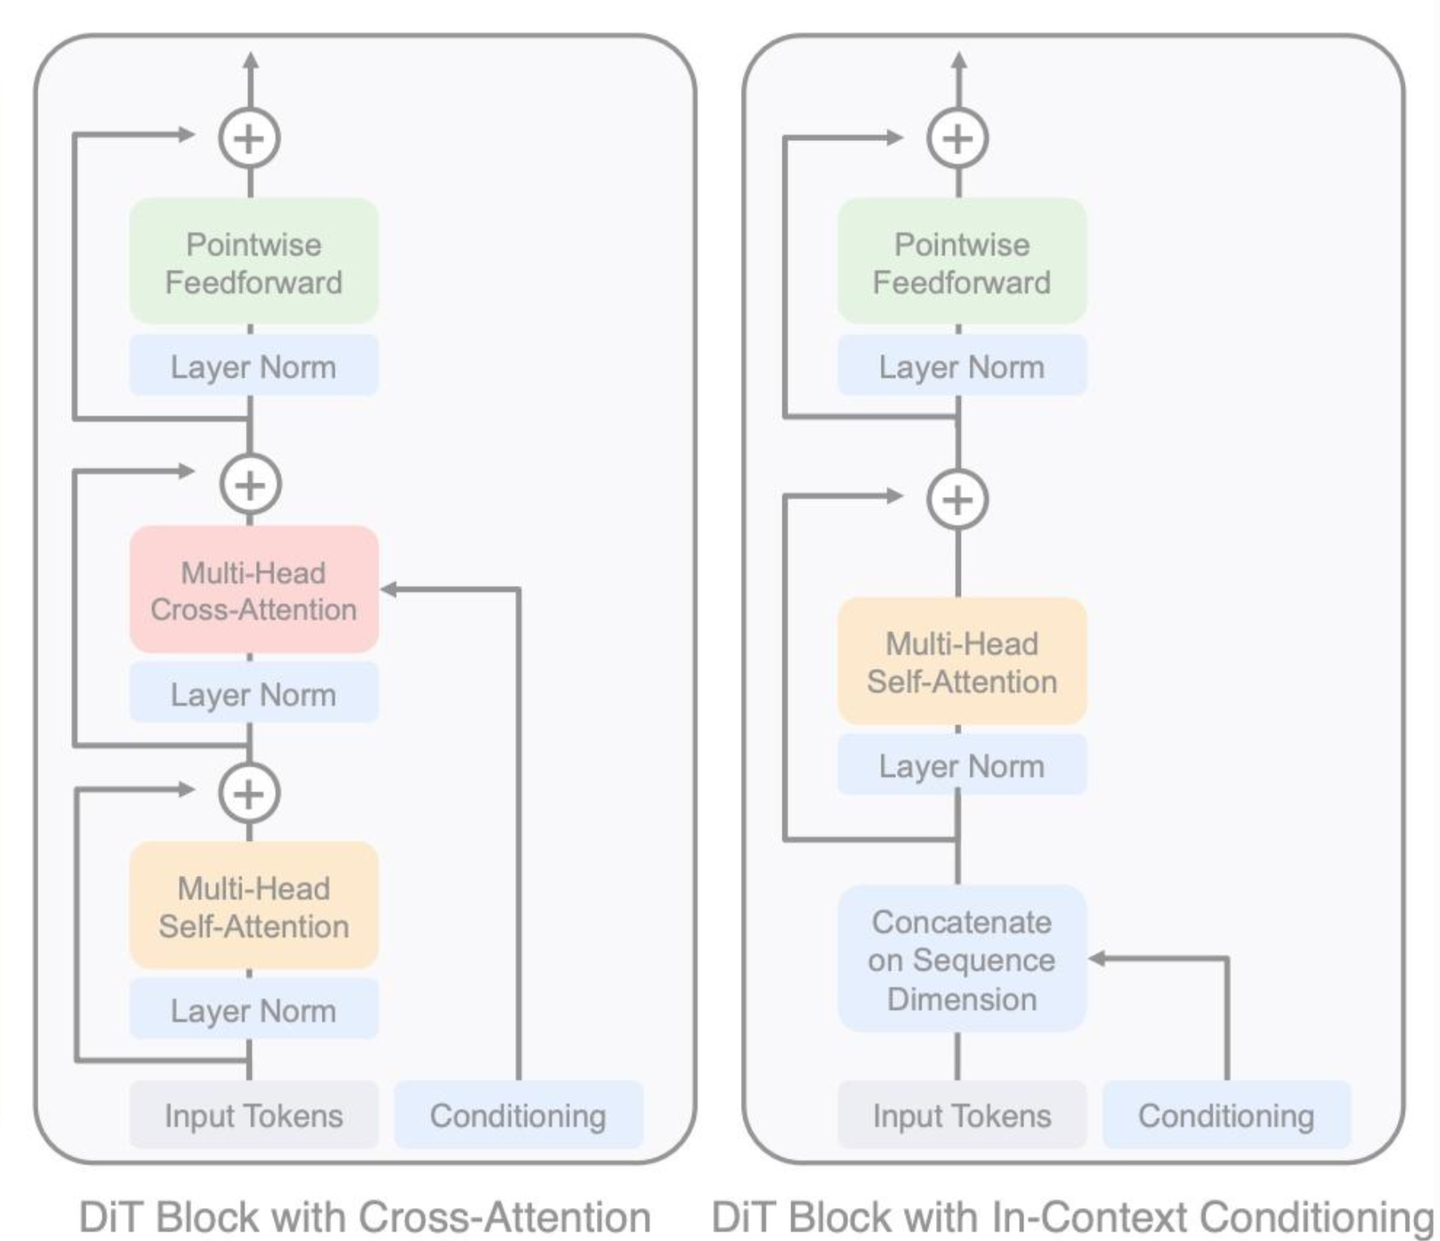 Pointwise
Feedforward
Layer Norm
Multi-Head
Cross-Attention
Layer Norm
Multi-Head
Self-Attention
Layer Norm
Input Tokens
Conditioning
DiT Block with Cross-Attention
Pointwise
Feedforward
Layer Norm
Multi-Head
Self-Attention
Layer Norm
Concatenate
on Sequence
Dimension
Input Tokens
Conditioning
DiT Block with In-Context Conditioning